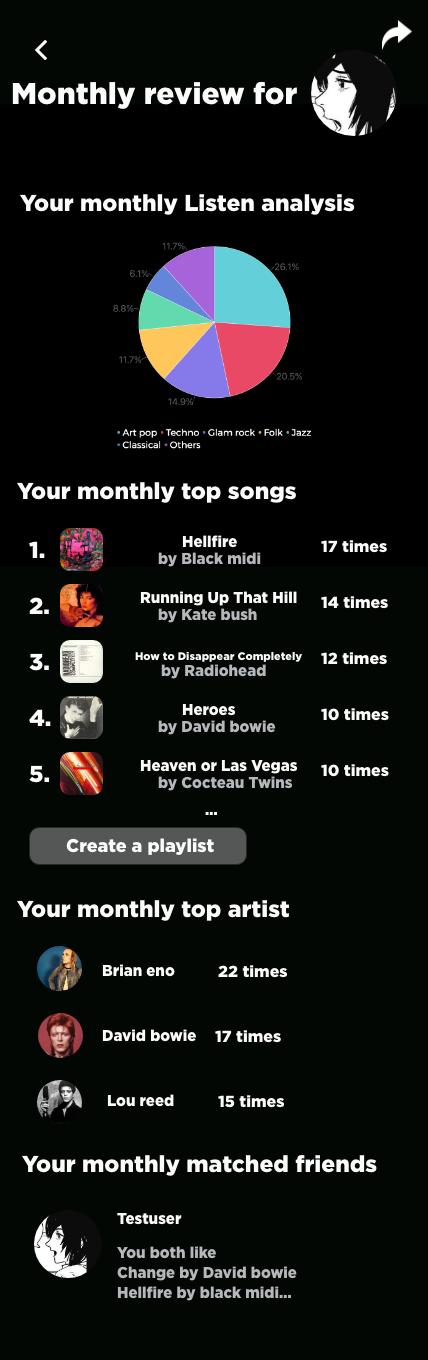 Monthly review for
Your monthly Listen analysis
11.7%
26.1%
6.1%
8.8%
11.7%
20.5%
14.9%
• Art pop • Techno • Glam rock • Folk • Jazz
• Classical • Others
Your monthly top songs
1. Hellfire 17 times
by Black midi
2. Running Up That Hill 14 times
by Kate bush
3. How to Disappear Completely 12 times
by Radiohead
4. Heroes 10 times
by David bowie
5. Heaven or Las Vegas 10 times
by Cocteau Twins
...
Create a playlist
Your monthly top artist
Brian eno 22 times
David bowie 17 times
Lou reed 15 times
Your monthly matched friends
Testuser
You both like
Change by David bowie
Hellfire by black midi...